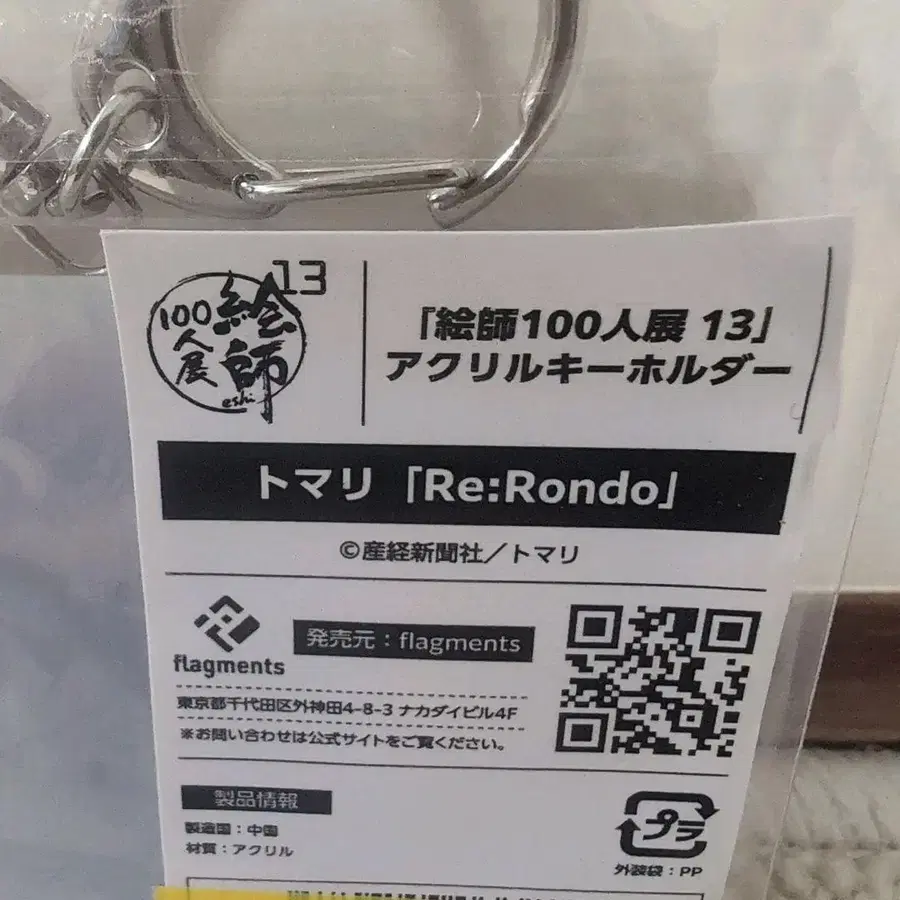 13
100人展
絵師
eshi
「絵師100人展 13」
アクリルキーホルダー
トマリ「Re:Rondo」
©産経新聞社／トマリ
flagments
発売元：flagments
東京都千代田区外神田4-8-3 ナカダイビル4F
※お問い合わせは公式サイトをご覧ください。
製品情報
製造国：中国
材質：アクリル
プラ
外装袋：PP